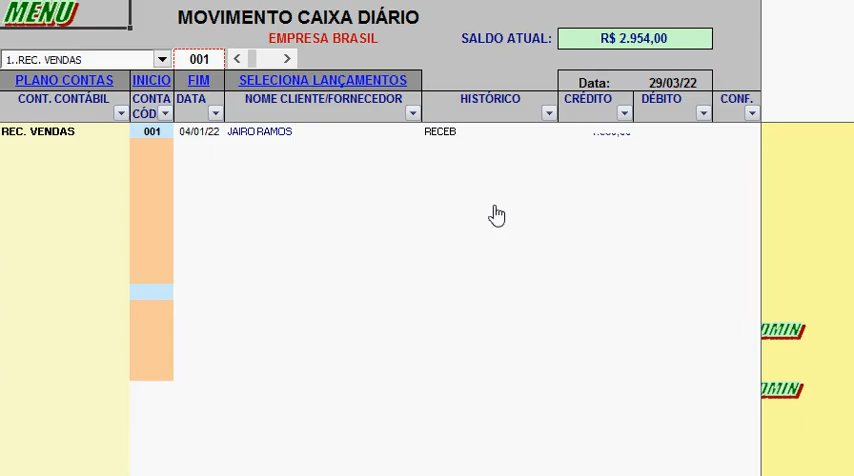 MENU
MOVIMENTO CAIXA DIÁRIO
EMPRESA BRASIL
SALDO ATUAL: R$ 2.954,00
1..REC. VENDAS 001
PLANO CONTAS INICIO FIM SELECIONA LANÇAMENTOS
Data: 29/03/22
CONT. CONTÁBIL CONTA DATA NOME CLIENTE/FORNECEDOR HISTÓRICO CRÉDITO DÉBITO CONF.
CÓD
REC. VENDAS 001 04/01/22 JAIRO RAMOS RECEB